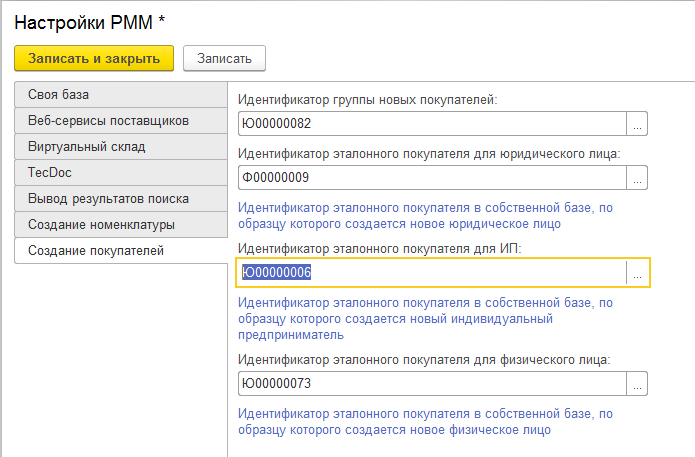 Настройки РММ *
Записать и закрыть
Записать
Своя база
Веб-сервисы поставщиков
Виртуальный склад
TecDoc
Вывод результатов поиска
Создание номенклатуры
Создание покупателей
Идентификатор группы новых покупателей:
Ю00000082
...
Идентификатор эталонного покупателя для юридического лица:
Ф00000009
...
Идентификатор эталонного покупателя в собственной базе, по
образцу которого создается новое юридическое лицо
Идентификатор эталонного покупателя для ИП:
Ю00000006
...
Идентификатор эталонного покупателя в собственной базе, по
образцу которого создается новый индивидуальный
предприниматель
Идентификатор эталонного покупателя для физического лица:
Ю00000073
...
Идентификатор эталонного покупателя в собственной базе, по
образцу которого создается новое физическое лицо